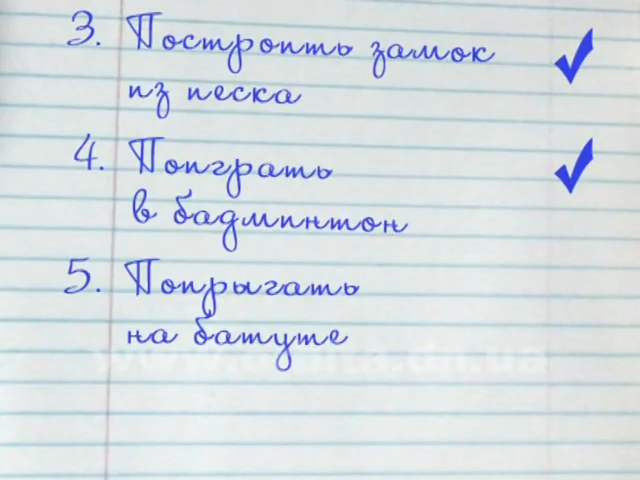 3. Построить замок
из песка
4. Поиграть
в бадминтон
5. Попрыгать
на батуте